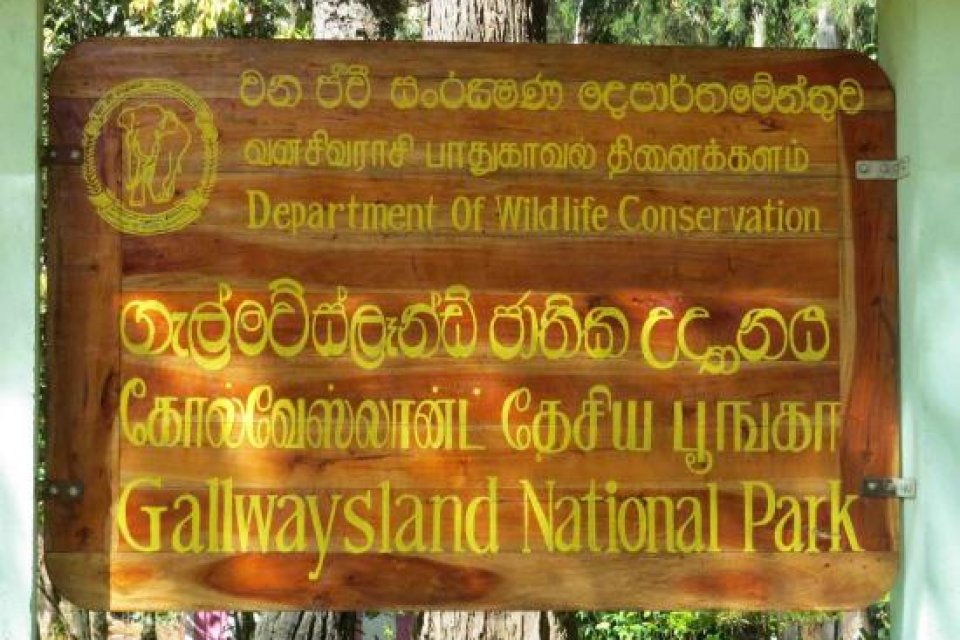 වන ජීවී සංරක්ෂණ දෙපාර්තමේන්තුව
வனசிவராசி பாதுகாவல திணைக்களம்
Department Of Wildlife Conservation
ගැල්වේස්ලෑන්ඩ් ජාතික උද්‍යානය
கோல்வேஸ்லாண்ட் தேசிய பூங்கா
Gallwaysland National Park